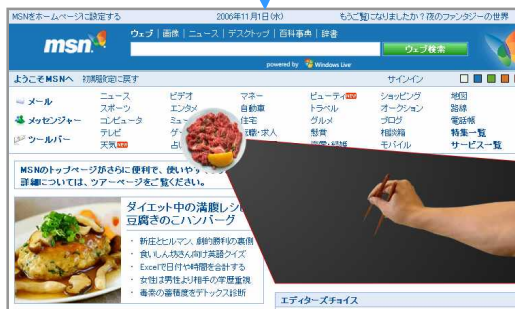 MSNをホームページに設定する 2006年11月1日(水) もうご覧になりましたか?夜のファンタジーの世界
msn
ウェブ | 画像 | ニュース | デスクトップ | 百科事典 | 辞書
ウェブ検索
powered by Windows Live
ようこそMSNへ 初期設定に戻す サインイン
メール ニュース ビデオ マネー ビューティNEW ショッピング 地図
スポーツ エンタメ 自動車 トラベル オークション 路線
メッセンジャー コンピュータ 住宅 グルメ ブログ 電話帳
テレビ 転職・求人 懸賞 相談箱 特集一覧
ツールバー 天気NEW モバイル サービス一覧
MSNのトップページがさらに便利で、使いやす
詳細については、ツアーページをご覧ください。
ダイエット中の満腹レシピ
豆腐きのこハンバーグ
・ 新庄とヒルマン、劇的勝利の裏側
・ 食いしん坊さん向け英語クイズ
・ Excelで日付や時間を合計する
・ 女性は男性より相手の学歴重視
・ 毒素の蓄積度をデトックス診断
エディターズチョイス